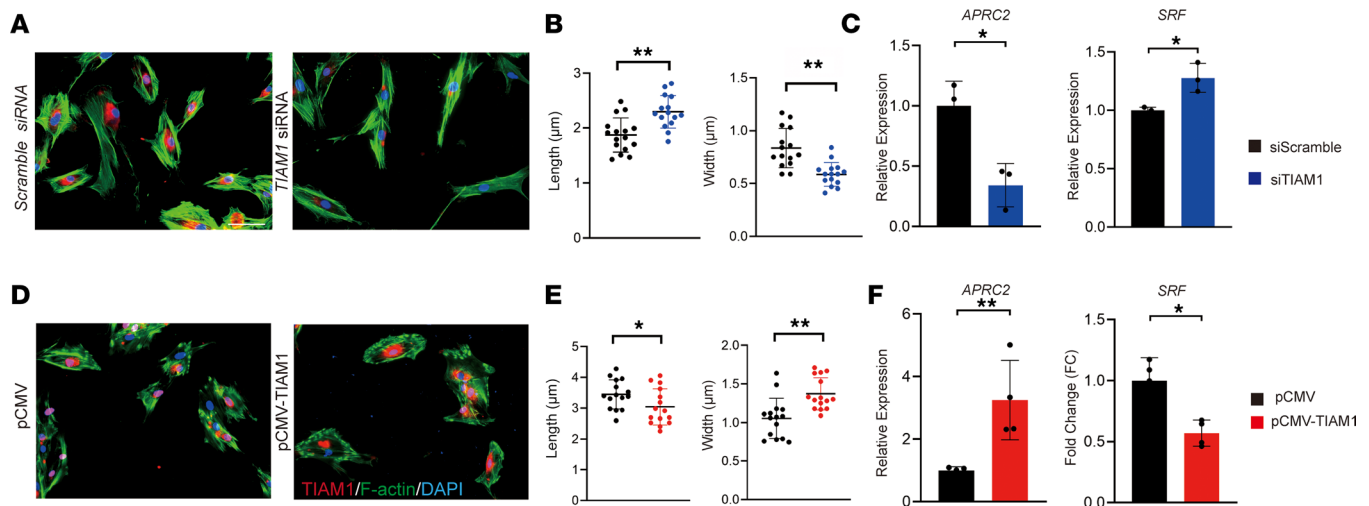 A
Scramble siRNA
TIAM1 siRNA
B
**
Length (µm)
3
2
1
0
**
Width (µm)
1.5
1.0
0.5
0.0
C
APRC2
*
Relative Expression
1.5
1.0
0.5
0.0
SRF
*
Relative Expression
1.5
1.0
0.5
0.0
siScramble
siTIAM1
D
pCMV
pCMV-TIAM1
TIAM1/F-actin/DAPI
E
*
Length (µm)
5
4
3
2
1
0
**
Width (µm)
2.0
1.5
1.0
0.5
0.0
F
APRC2
**
Relative Expression
6
4
2
0
SRF
*
Fold Change (FC)
1.5
1.0
0.5
0.0
pCMV
pCMV-TIAM1